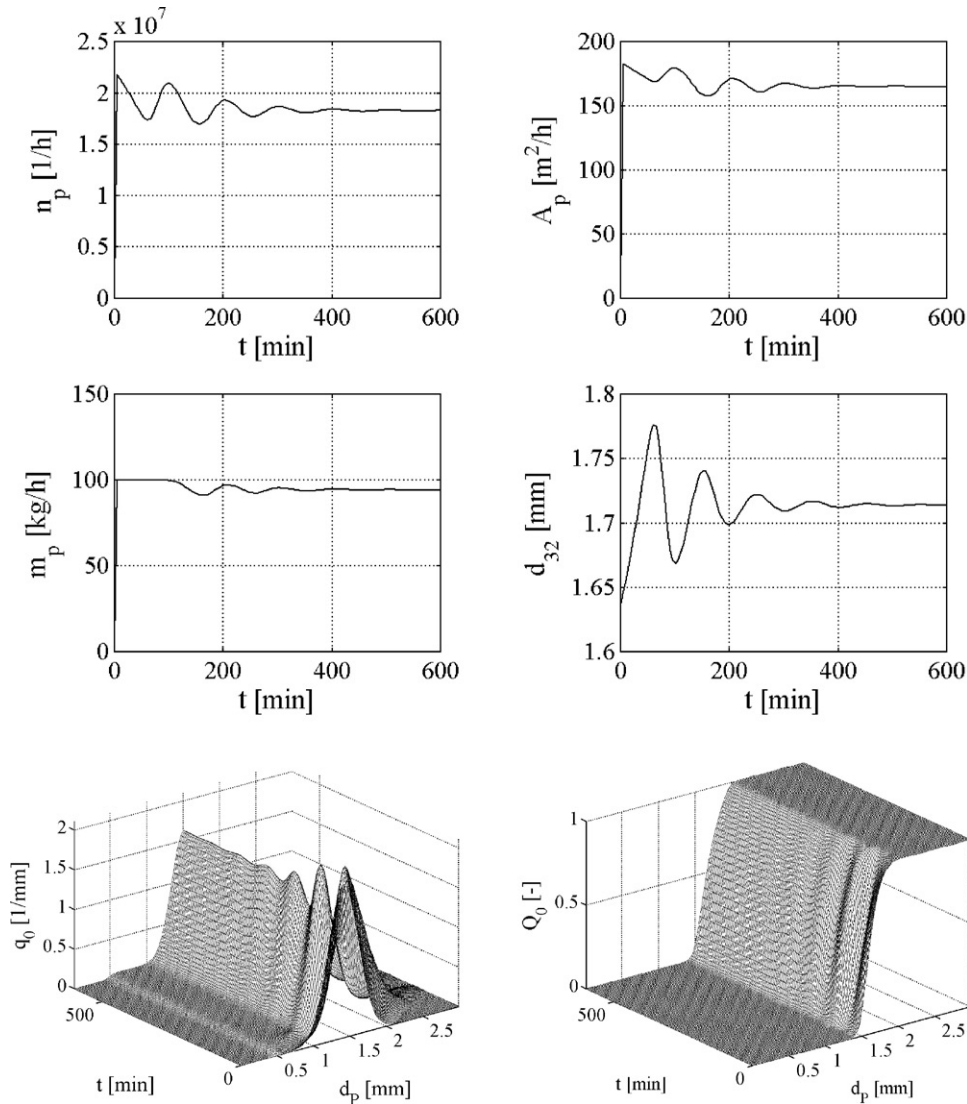 x 10⁷
2.5
2
1.5
1
0.5
0
n_p [1/h]
0 200 400 600
t [min]
200
150
100
50
0
A_p [m²/h]
0 200 400 600
t [min]
150
100
50
0
m_p [kg/h]
0 200 400 600
t [min]
1.8
1.75
1.7
1.65
1.6
d_32 [mm]
0 200 400 600
t [min]
2
1.5
1
0.5
0
q_0 [1/mm]
500
0
t [min]
0.5 1 1.5 2 2.5
d_P [mm]
1
0.5
0
Q_0 [-]
500
0
t [min]
0.5 1 1.5 2 2.5
d_P [mm]